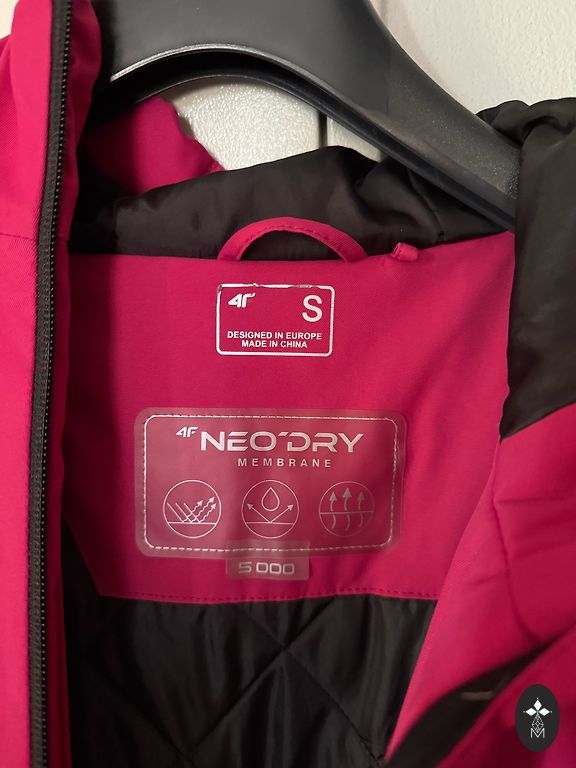 4F S
DESIGNED IN EUROPE
MADE IN CHINA
4F NEO'DRY
MEMBRANE
5 000
M